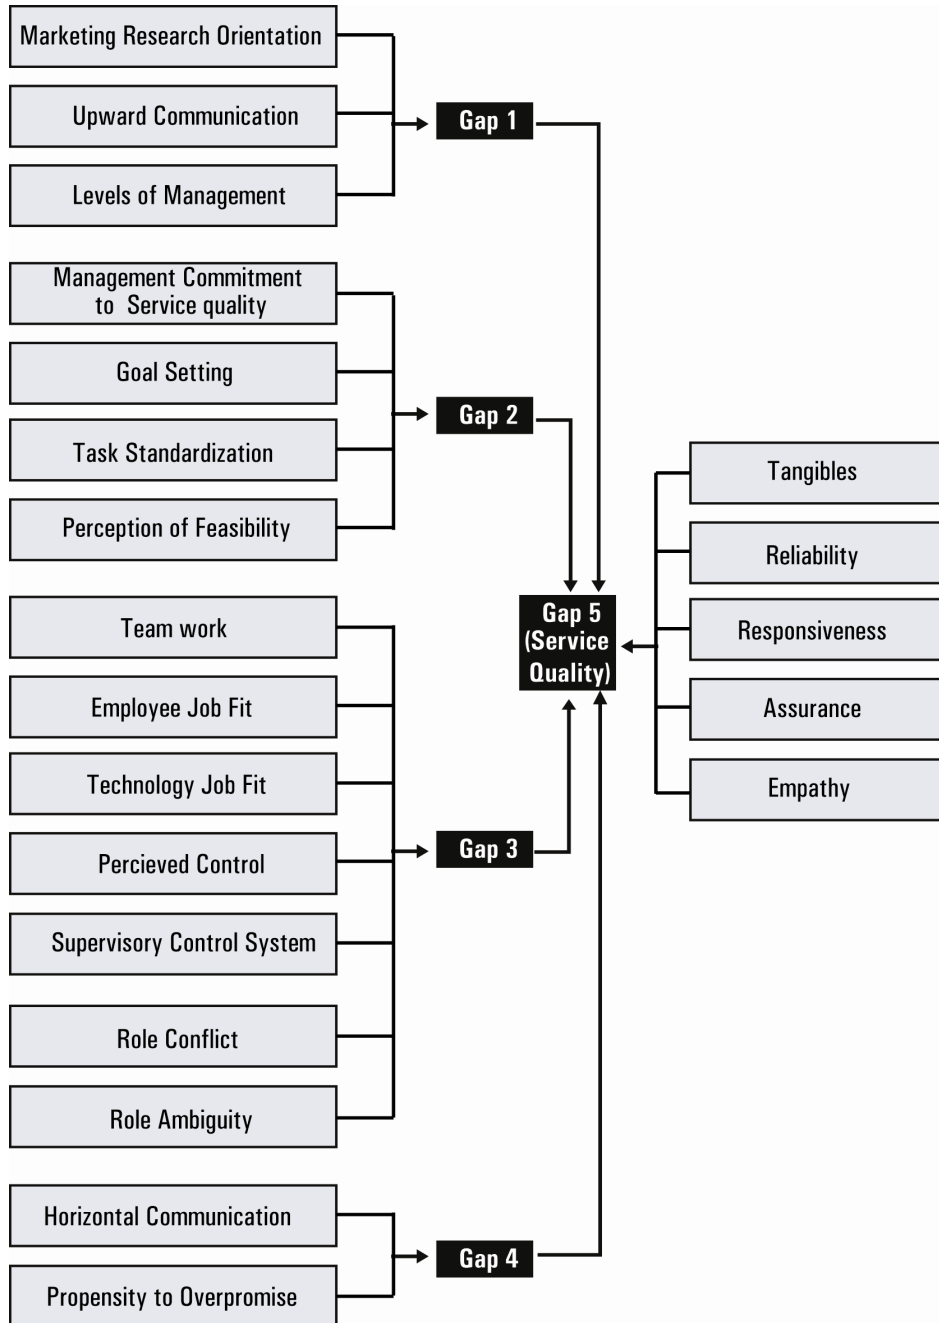 Marketing Research Orientation
Upward Communication
Levels of Management
Gap 1
Management Commitment
to Service quality
Goal Setting
Task Standardization
Perception of Feasibility
Gap 2
Team work
Employee Job Fit
Technology Job Fit
Percieved Control
Supervisory Control System
Role Conflict
Role Ambiguity
Gap 3
Horizontal Communication
Propensity to Overpromise
Gap 4
Gap 5
(Service
Quality)
Tangibles
Reliability
Responsiveness
Assurance
Empathy